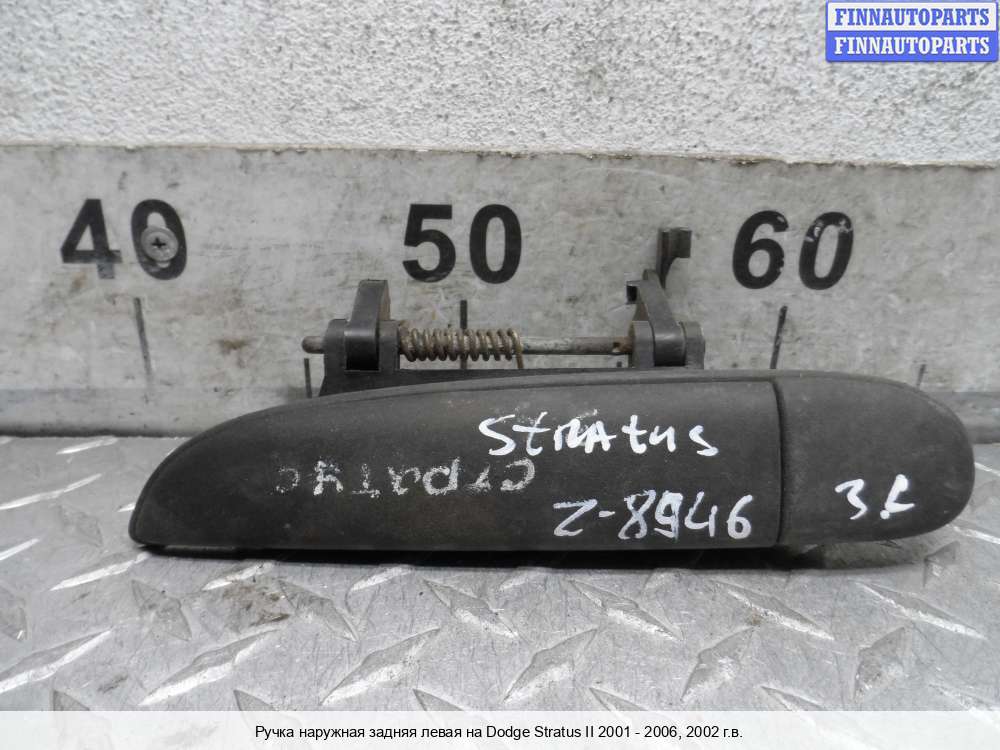 FINNAUTOPARTS
FINNAUTOPARTS
40 50 60
Stratus
стратус
Z-8946
Ручка наружная задняя левая на Dodge Stratus II 2001 - 2006, 2002 г.в.